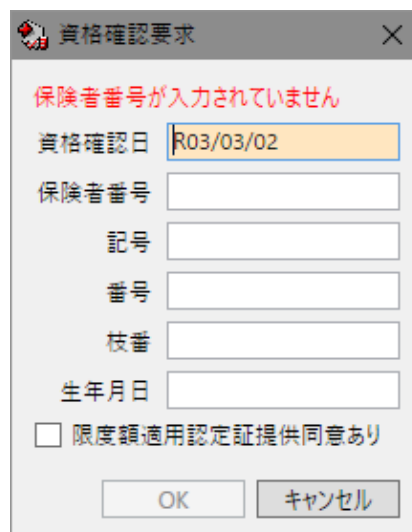 資格確認要求
保険者番号が入力されていません
資格確認日 R03/03/02
保険者番号
記号
番号
枝番
生年月日
限度額適用認定証提供同意あり
OK キャンセル